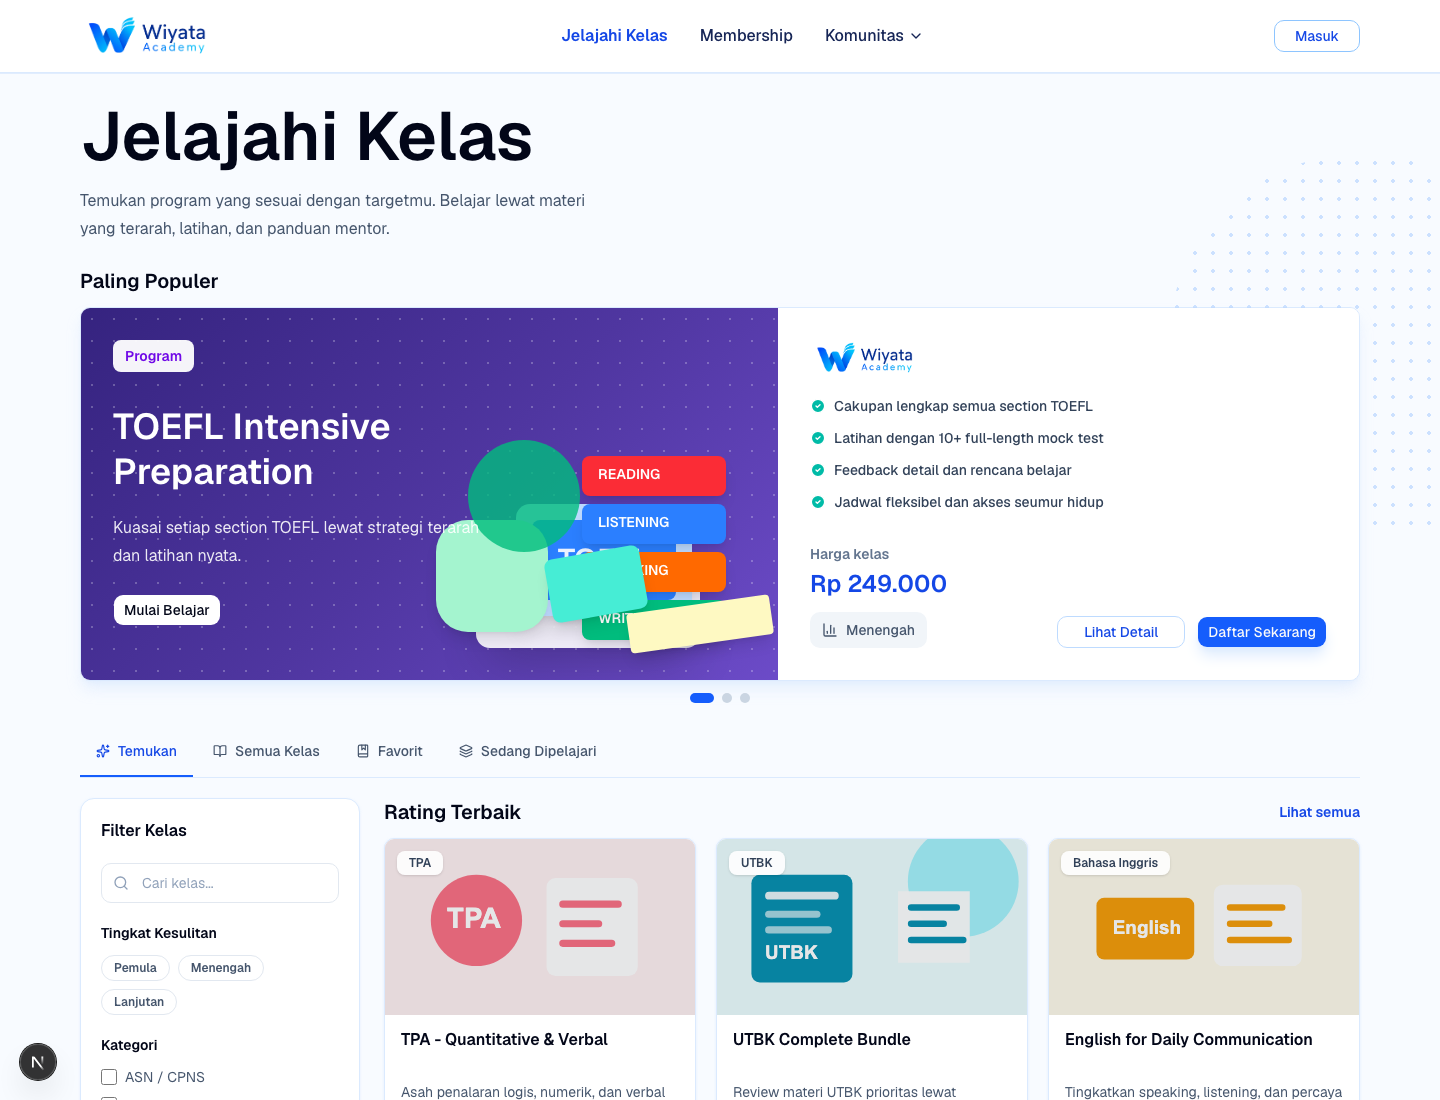 Wiyata
Academy
Jelajahi Kelas
Membership
Komunitas
Masuk
Jelajahi Kelas
Temukan program yang sesuai dengan targetmu. Belajar lewat materi
yang terarah, latihan, dan panduan mentor.
Paling Populer
Program
TOEFL Intensive
Preparation
Kuasai setiap section TOEFL lewat strategi terarah
dan latihan nyata.
Mulai Belajar
READING
LISTENING
Wiyata
Academy
Cakupan lengkap semua section TOEFL
Latihan dengan 10+ full-length mock test
Feedback detail dan rencana belajar
Jadwal fleksibel dan akses seumur hidup
Harga kelas
Rp 249.000
Menengah
Lihat Detail
Daftar Sekarang
Temukan
Semua Kelas
Favorit
Sedang Dipelajari
Filter Kelas
Cari kelas...
Tingkat Kesulitan
Pemula
Menengah
Lanjutan
Kategori
ASN / CPNS
Rating Terbaik
Lihat semua
TPA
TPA
TPA - Quantitative & Verbal
Asah penalaran logis, numerik, dan verbal
UTBK
UTBK
UTBK Complete Bundle
Review materi UTBK prioritas lewat
Bahasa Inggris
English
English for Daily Communication
Tingkatkan speaking, listening, dan percaya
N